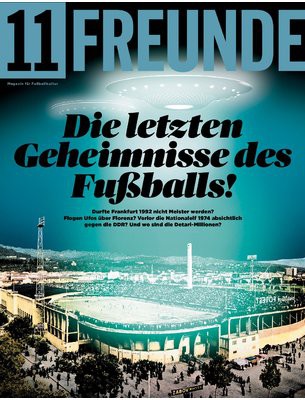 11FREUNDE
Magazin für Fußballkultur
Die letzten
Geheimnisse des
Fußballs!
Durfte Frankfurt 1992 nicht Meister werden?
Flogen Ufos über Florenz? Verlor die Nationalelf 1974 absichtlich
gegen die DDR? Und wo sind die Detari-Millionen?